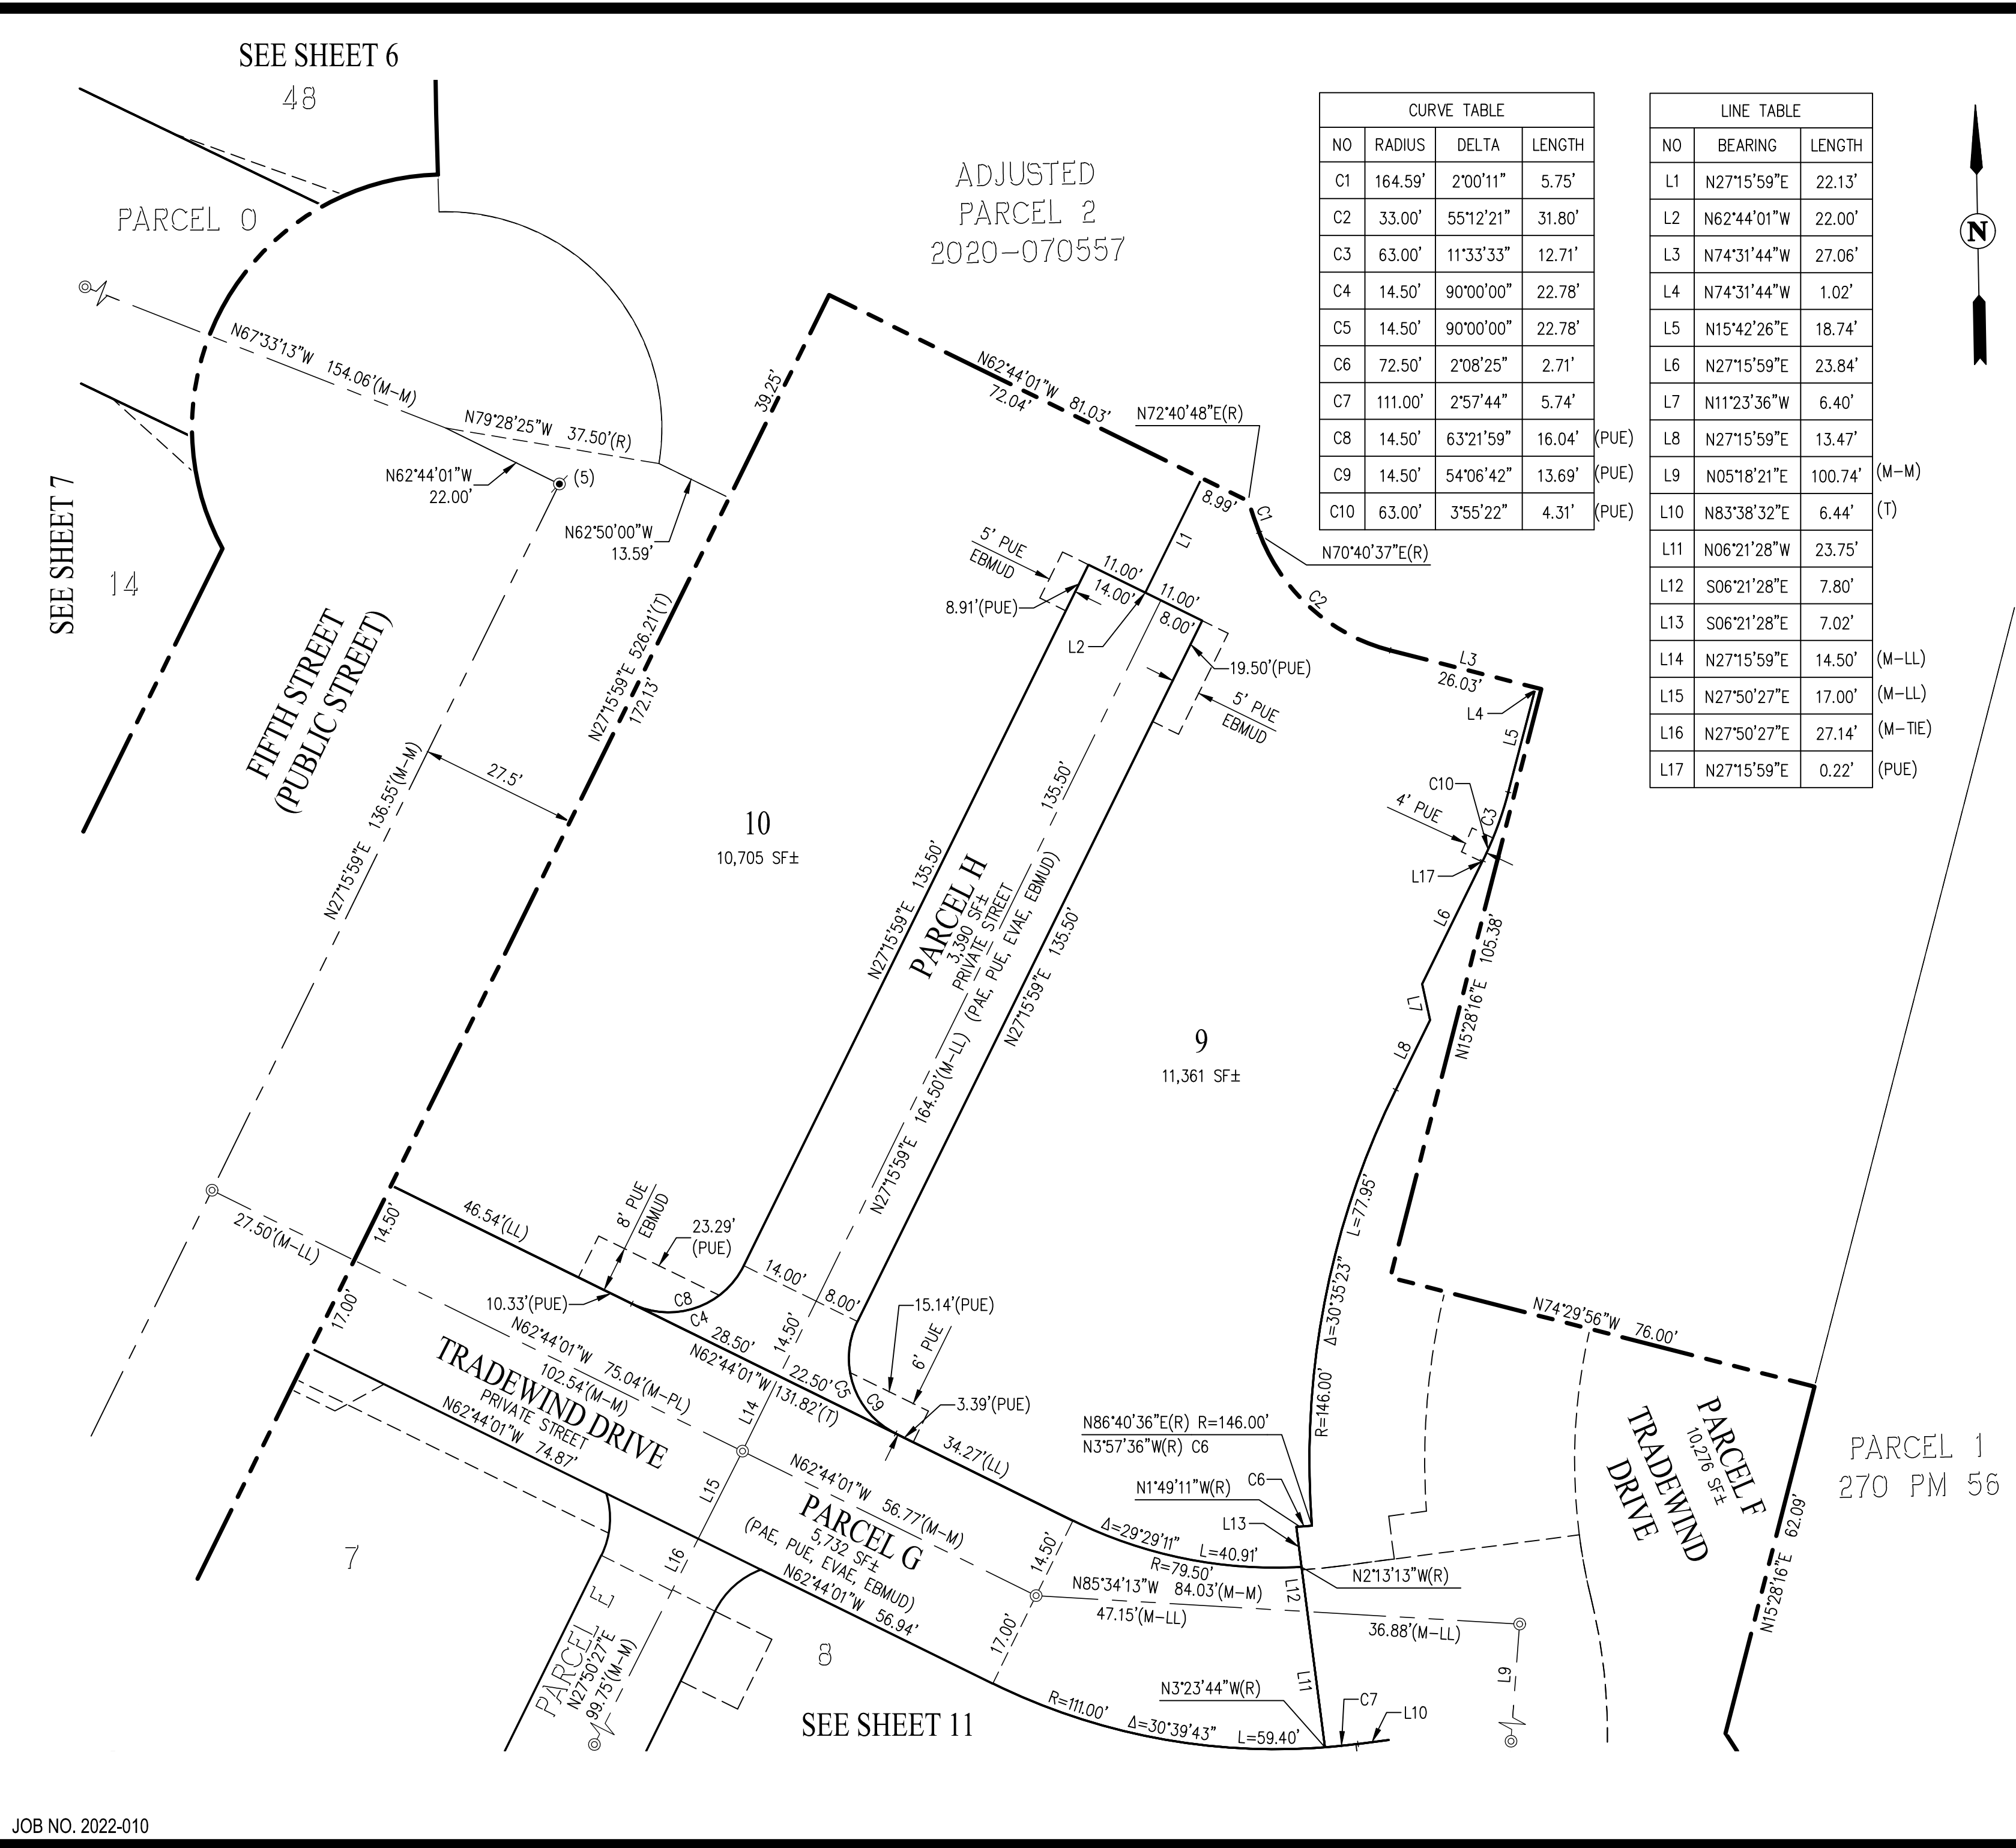 SEE SHEET 6
48
PARCEL O
SEE SHEET 7
14
ADJUSTED
PARCEL 2
2020-070557
CURVE TABLE
NO RADIUS DELTA LENGTH
C1 164.59' 2°00'11" 5.75'
C2 33.00' 55°12'21" 31.80'
C3 63.00' 11°33'33" 12.71'
C4 14.50' 90°00'00" 22.78'
C5 14.50' 90°00'00" 22.78'
C6 72.50' 2°08'25" 2.71'
C7 111.00' 2°57'44" 5.74'
C8 14.50' 63°21'59" 16.04' (PUE)
C9 14.50' 54°06'42" 13.69' (PUE)
C10 63.00' 3°55'22" 4.31' (PUE)
LINE TABLE
NO BEARING LENGTH
L1 N27°15'59"E 22.13'
L2 N62°44'01"W 22.00'
L3 N74°31'44"W 27.06'
L4 N74°31'44"W 1.02'
L5 N15°42'26"E 18.74'
L6 N27°15'59"E 23.84'
L7 N11°23'36"W 6.40'
L8 N27°15'59"E 13.47'
L9 N05°18'21"E 100.74' (M-M)
L10 N83°38'32"E 6.44' (T)
L11 N06°21'28"W 23.75'
L12 S06°21'28"E 7.80'
L13 S06°21'28"E 7.02'
L14 N27°15'59"E 14.50' (M-LL)
L15 N27°50'27"E 17.00' (M-LL)
L16 N27°50'27"E 27.14' (M-TIE)
L17 N27°15'59"E 0.22' (PUE)
N
N67°33'13"W 154.06'(M-M)
N79°28'25"W 37.50'(R)
N62°44'01"W
22.00'
(5)
N62°50'00"W
13.59'
39.25'
N62°44'01"W 81.03'
72.04'
N72°40'48"E(R)
8.99'
C1
N70°40'37"E(R)
C2
L3
26.03'
L4
L5
L1
5' PUE
EBMUD
11.00'
14.00'
11.00'
8.00'
8.91'(PUE)
L2
19.50'(PUE)
5' PUE
EBMUD
FIFTH STREET
(PUBLIC STREET)
N27°15'59"E 526.21'(T)
172.13'
N27°15'59"E 136.55'(M-M)
27.5'
10
10,705 SF±
N27°15'59"E 135.50'
PARCEL H
3,390 SF±
PRIVATE STREET
(PAE, PUE, EVAE, EBMUD)
135.50'
N27°15'59"E 164.50'(M-LL)
N27°15'59"E 135.50'
9
11,361 SF±
C10
4' PUE
C3
L17
L6
L7
L8
N15°28'16"E 105.38'
R=146.00' Δ=30°35'23" L=77.95'
N74°29'56"W 76.00'
PARCEL F
10,276 SF±
TRADEWIND
DRIVE
PARCEL 1
270 PM 56
N15°28'16"E 62.09'
27.50'(M-LL)
14.50'
17.00'
46.54'(LL)
8' PUE
EBMUD
23.29'
(PUE)
10.33'(PUE)
C8
C4
14.00'
8.00'
14.50'
28.50'
22.50'
N62°44'01"W 131.82'(T)
C5
C9
15.14'(PUE)
6' PUE
3.39'(PUE)
34.27'(LL)
N62°44'01"W 75.04'(M-PL)
102.54'(M-M)
TRADEWIND DRIVE
PRIVATE STREET
N62°44'01"W 74.87'
L14
L15
L16
N62°44'01"W 56.77'(M-M)
PARCEL G
5,732 SF±
(PAE, PUE, EVAE, EBMUD)
N62°44'01"W 56.94'
14.50'
17.00'
Δ=29°29'11" L=40.91'
R=79.50'
N86°40'36"E(R) R=146.00'
N3°57'36"W(R) C6
N1°49'11"W(R)
C6
L13
N2°13'13"W(R)
N85°34'13"W 84.03'(M-M)
47.15'(M-LL)
36.88'(M-LL)
L12
L11
L9
N3°23'44"W(R)
C7
L10
R=111.00' Δ=30°39'43" L=59.40'
7
PARCEL E
N27°50'27"E
99.75'(M-M)
8
SEE SHEET 11
JOB NO. 2022-010